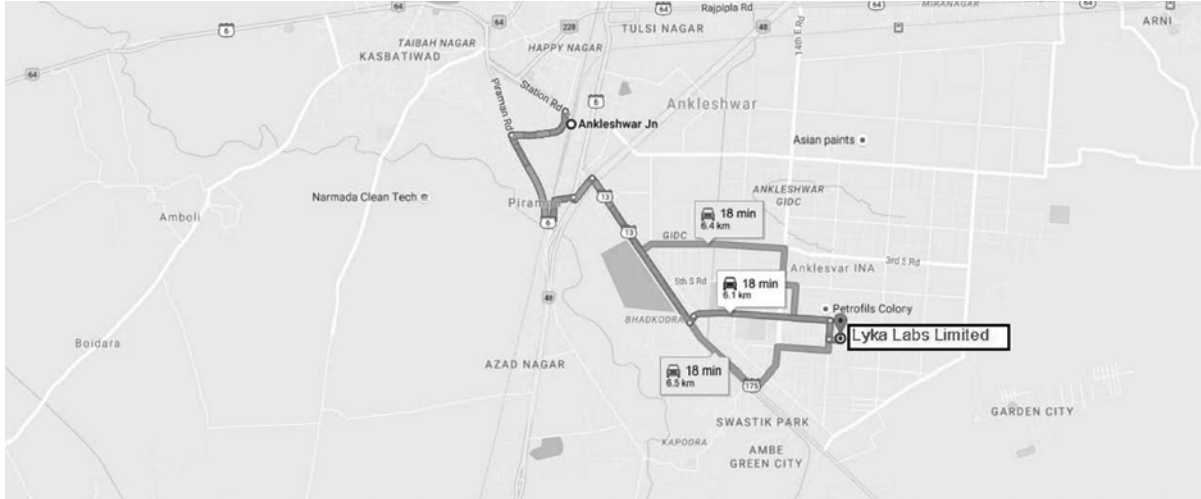 64
64
Rajpipla Rd
64
MIRANAGAR
64
6
228
TULSI NAGAR
48
ARNI
TAIBAH NAGAR
HAPPY NAGAR
KASBATIWAD
14th E Rd
64
Station Rd
Piraman Rd
6
Ankleshwar
Ankleshwar Jn
Asian paints
ANKLESHWAR
GIDC
Narmada Clean Tech
Piraman
13
Amboli
6
18 min
6.4 km
13
GIDC
3rd S Rd
Anklesvar INA
5th S Rd
18 min
6.1 km
48
Petrofils Colony
BHADKODRA
Lyka Labs Limited
Boidara
AZAD NAGAR
18 min
6.5 km
175
GARDEN CITY
SWASTIK PARK
KAPODRA
AMBE
GREEN CITY